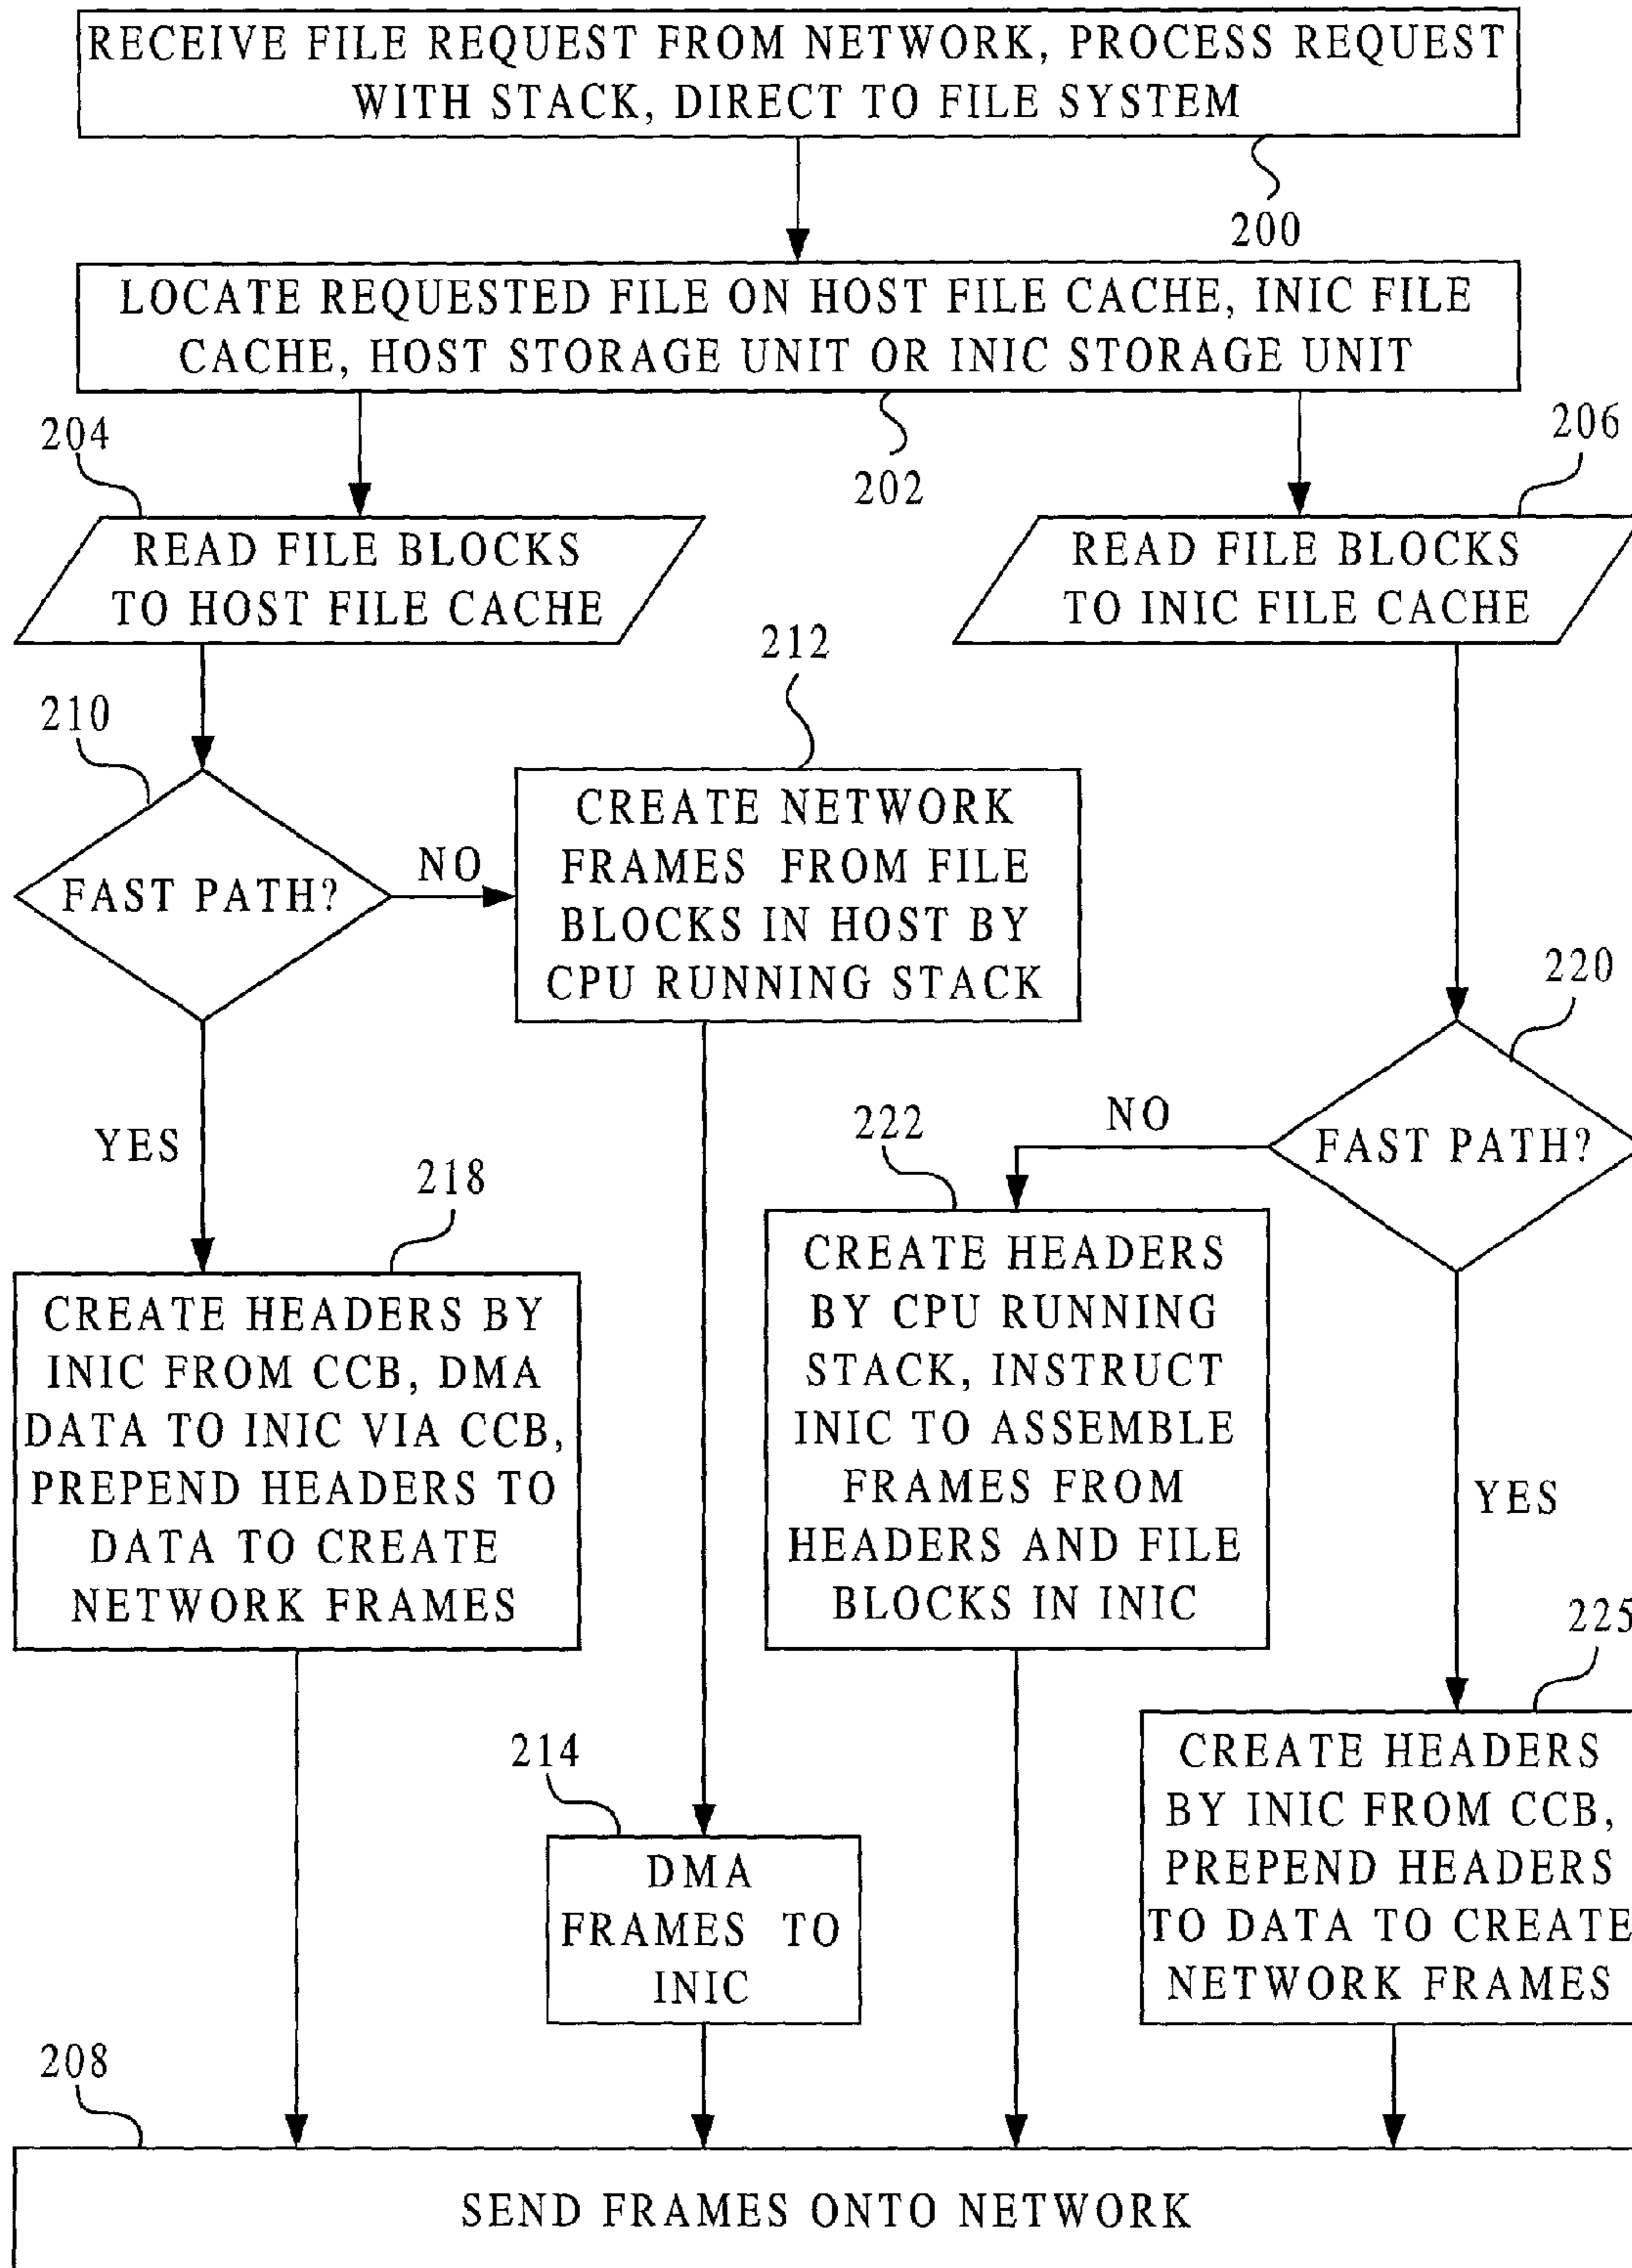 RECEIVE FILE REQUEST FROM NETWORK, PROCESS REQUEST
WITH STACK, DIRECT TO FILE SYSTEM
200
LOCATE REQUESTED FILE ON HOST FILE CACHE, INIC FILE
CACHE, HOST STORAGE UNIT OR INIC STORAGE UNIT
204
202
206
READ FILE BLOCKS
TO HOST FILE CACHE
READ FILE BLOCKS
TO INIC FILE CACHE
212
210
CREATE NETWORK
FRAMES FROM FILE
BLOCKS IN HOST BY
CPU RUNNING STACK
FAST PATH?
NO
220
YES
222
NO
FAST PATH?
218
CREATE HEADERS BY
INIC FROM CCB, DMA
DATA TO INIC VIA CCB,
PREPEND HEADERS TO
DATA TO CREATE
NETWORK FRAMES
CREATE HEADERS
BY CPU RUNNING
STACK, INSTRUCT
INIC TO ASSEMBLE
FRAMES FROM
HEADERS AND FILE
BLOCKS IN INIC
YES
225
214
DMA
FRAMES TO
INIC
CREATE HEADERS
BY INIC FROM CCB,
PREPEND HEADERS
TO DATA TO CREATE
NETWORK FRAMES
208
SEND FRAMES ONTO NETWORK